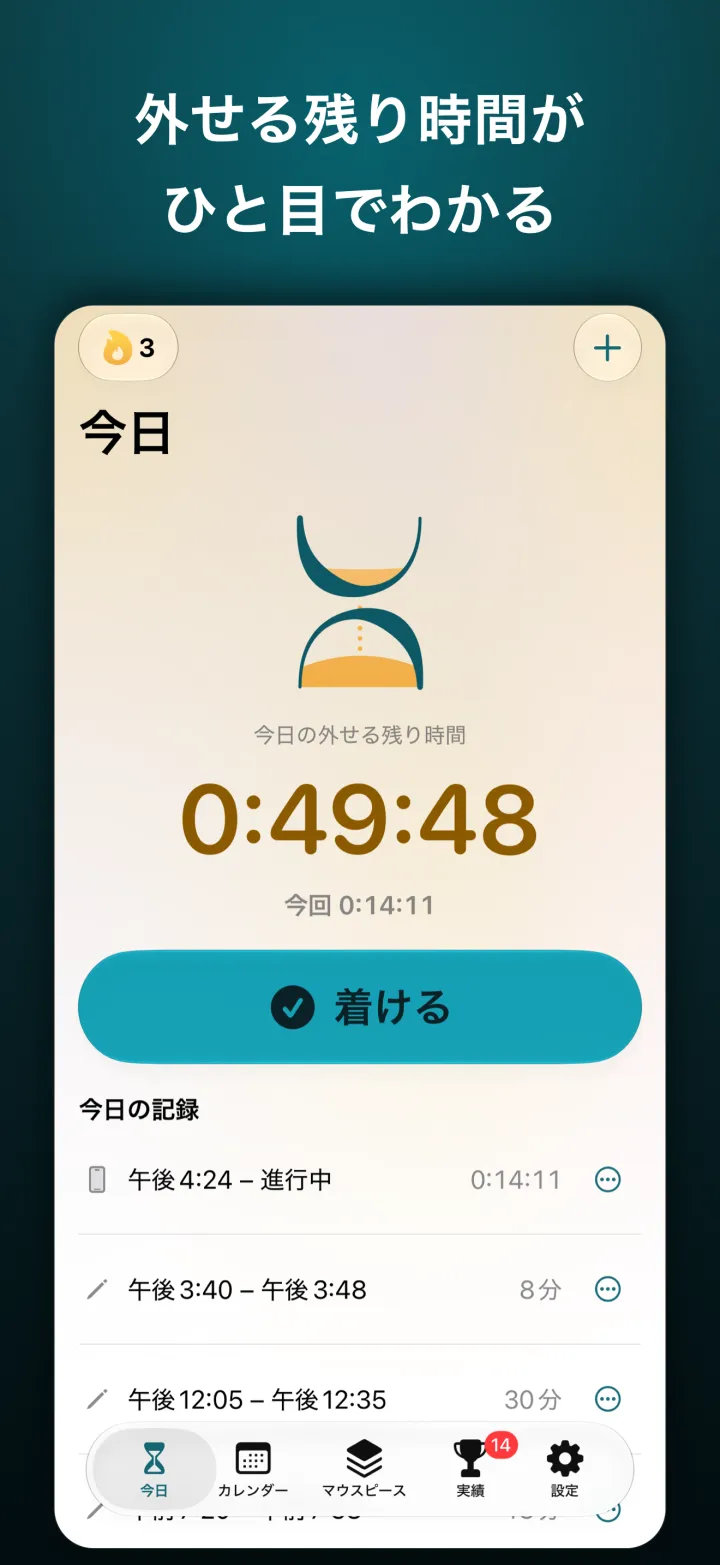 外せる残り時間が
ひと目でわかる
3
今日
今日の外せる残り時間
0:49:48
今回 0:14:11
着ける
今日の記録
午後4:24 – 進行中 0:14:11
午後3:40 – 午後3:48 8分
午後12:05 – 午後12:35 30分
14
今日 カレンダー マウスピース 実績 設定